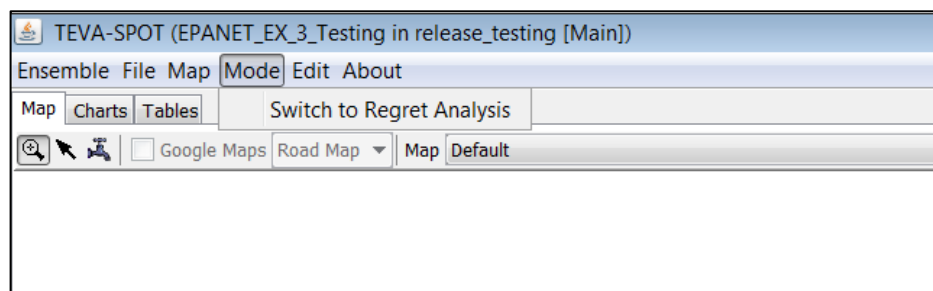 TEVA-SPOT (EPANET_EX_3_Testing in release_testing [Main])
Ensemble File Map Mode Edit About
Map Charts Tables Switch to Regret Analysis
Google Maps Road Map Map Default